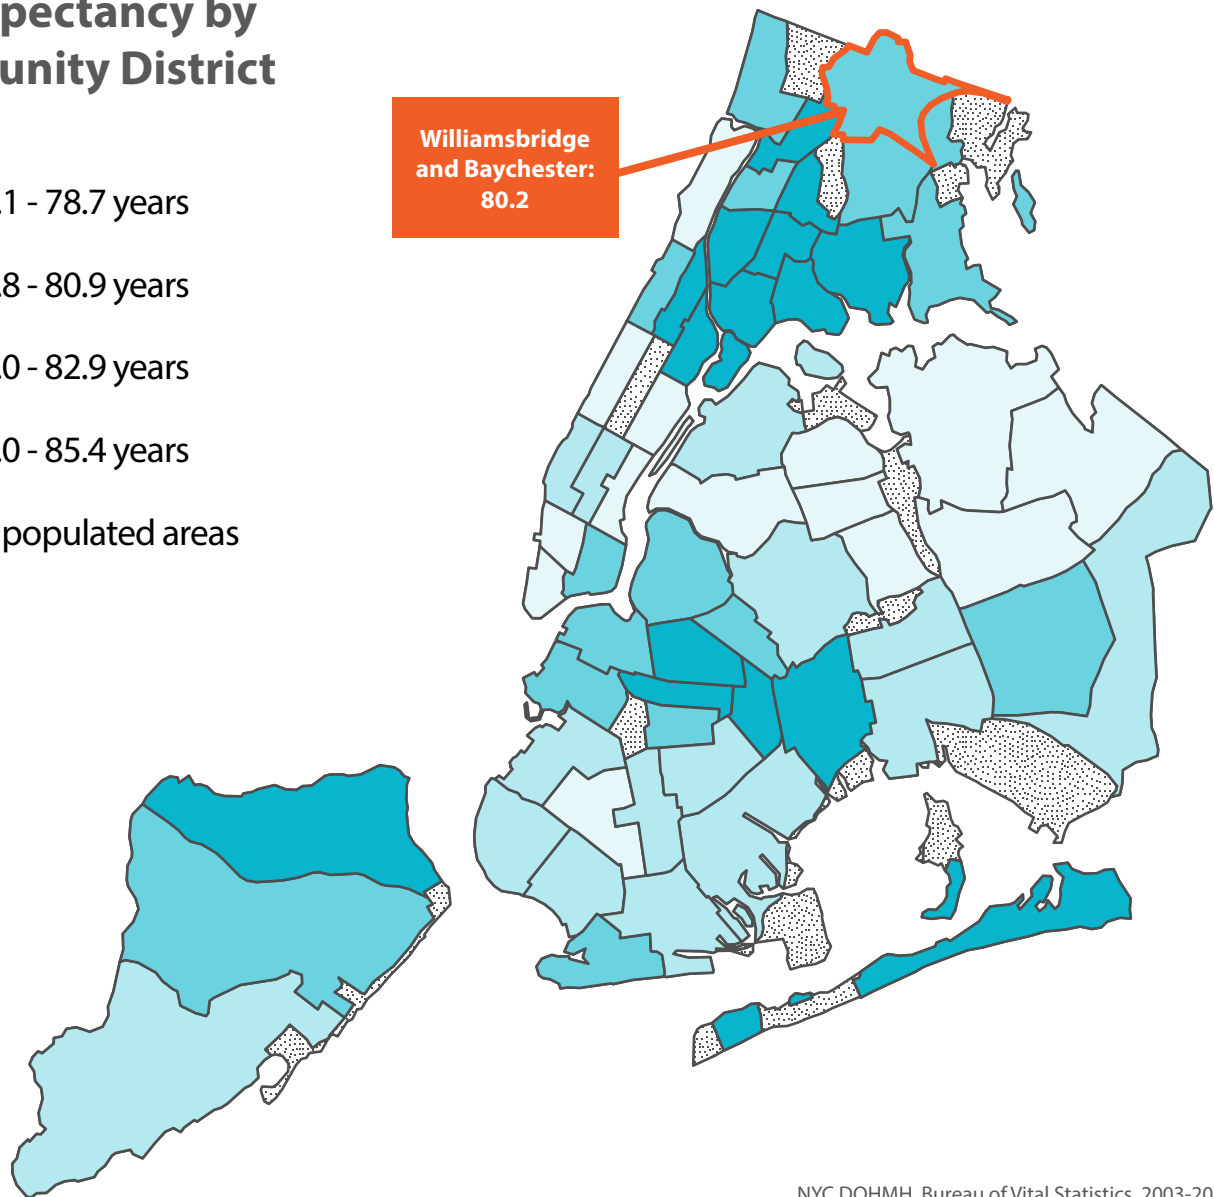 pectancy by
unity District
.1 - 78.7 years
.8 - 80.9 years
.0 - 82.9 years
.0 - 85.4 years
populated areas
Williamsbridge
and Baychester:
80.2
NYC DOHMH, Bureau of Vital Statistics, 2003-20